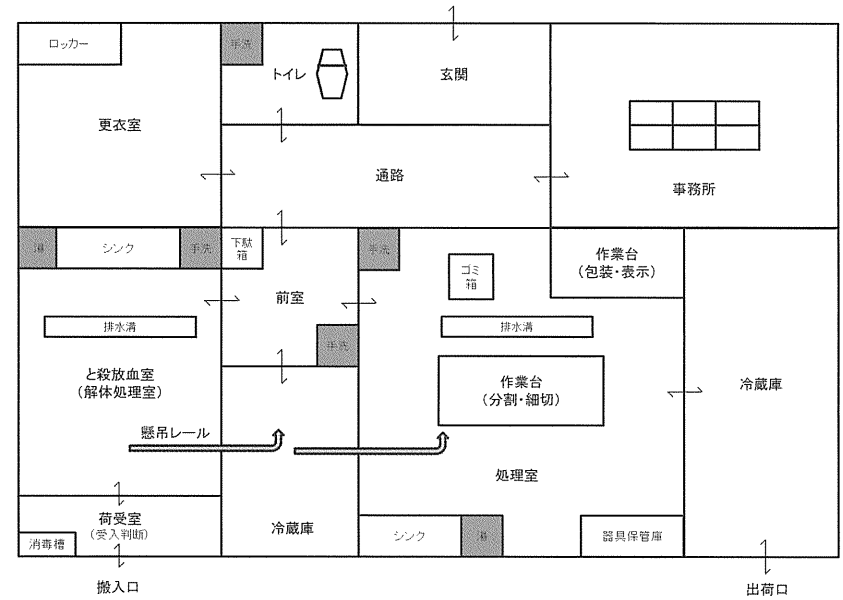 ロッカー
手洗
トイレ
玄関
更衣室
通路
事務所
湯
シンク
手洗
下駄
箱
手洗
ゴミ
箱
作業台
(包装・表示)
前室
排水溝
排水溝
手洗
と殺放血室
(解体処理室)
作業台
(分割・細切)
冷蔵庫
懸吊レール
処理室
荷受室
(受入判断)
消毒槽
冷蔵庫
シンク
湯
器具保管庫
搬入口
出荷口